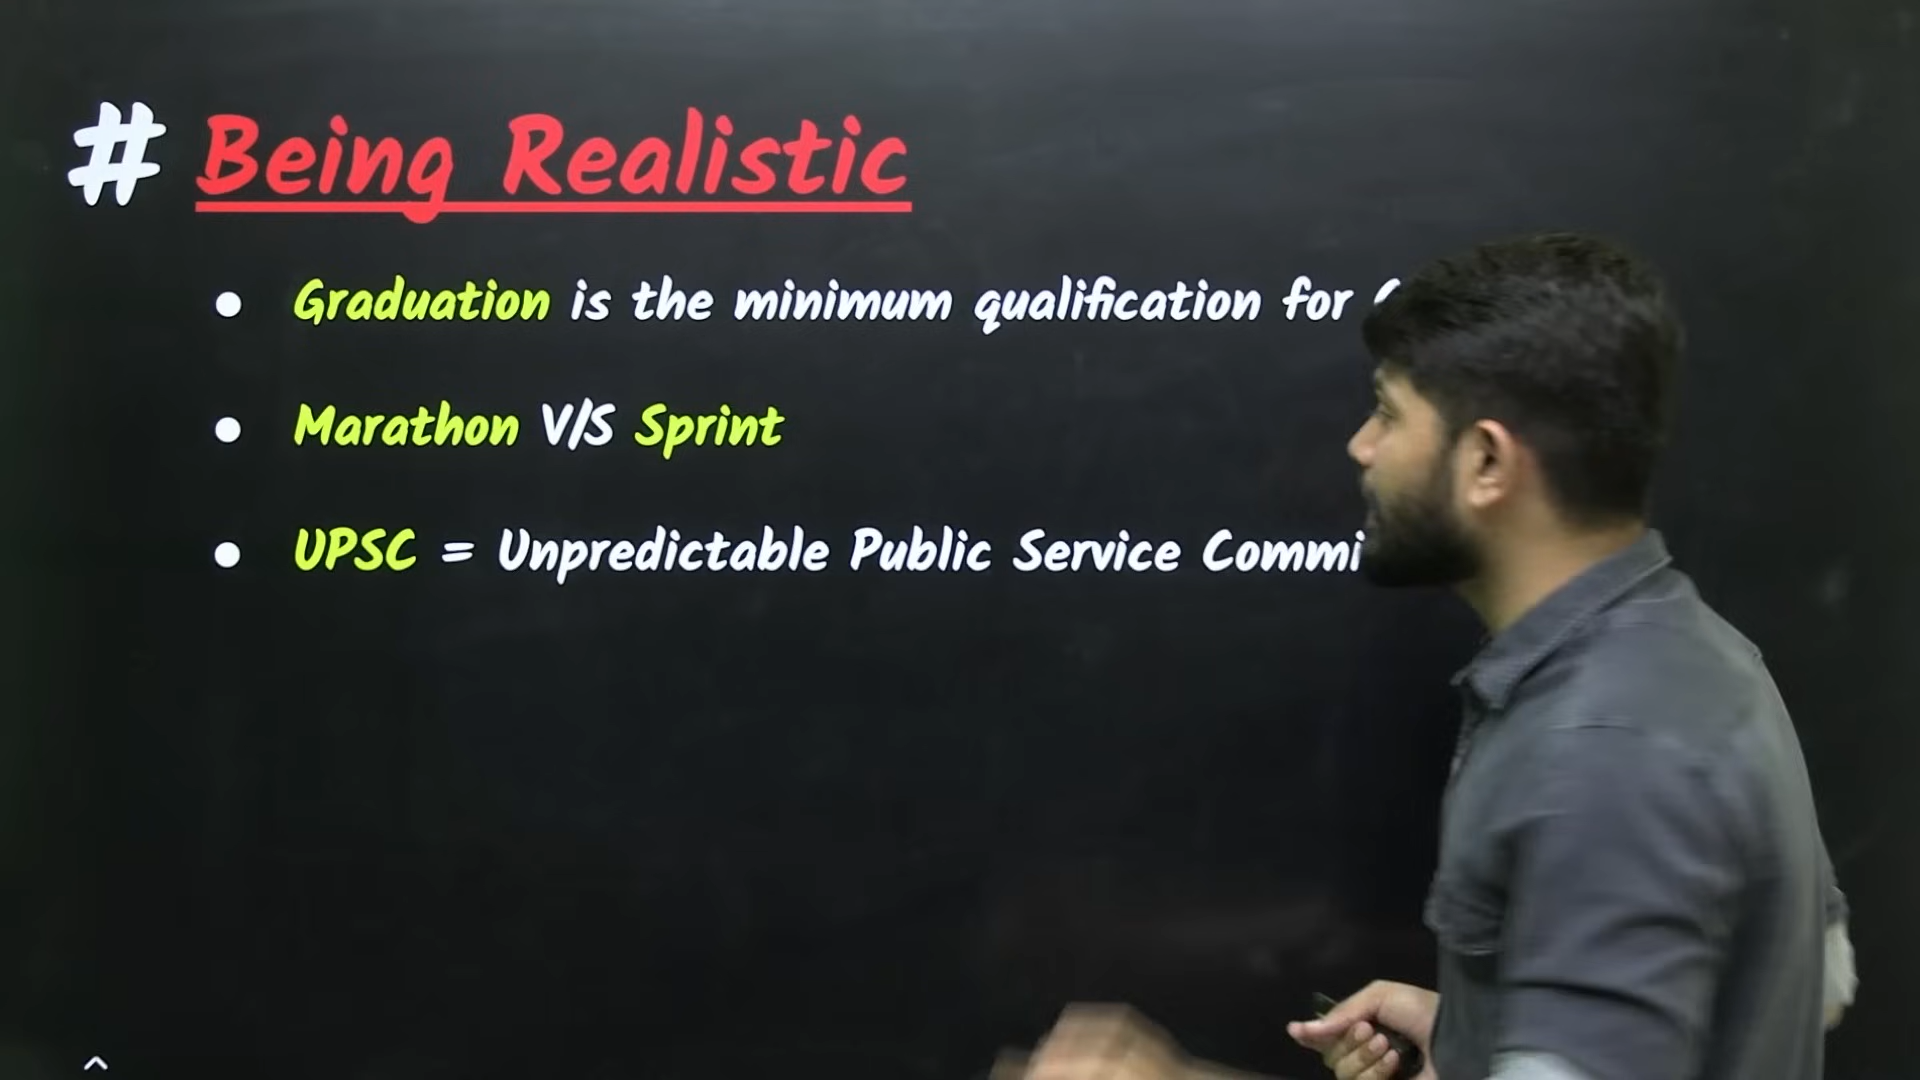 # Being Realistic
• Graduation is the minimum qualification for
• Marathon V/S Sprint
• UPSC = Unpredictable Public Service Commi